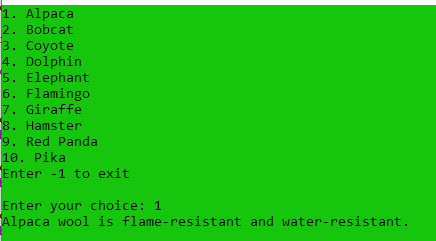 1. Alpaca
2. Bobcat
3. Coyote
4. Dolphin
5. Elephant
6. Flamingo
7. Giraffe
8. Hamster
9. Red Panda
10. Pika
Enter -1 to exit
Enter your choice: 1
Alpaca wool is flame-resistant and water-resistant.